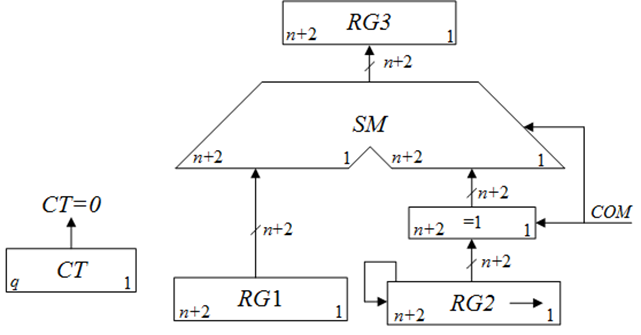 RG3
n+2 1
n+2
SM
n+2 1 n+2 1
n+2
CT=0
n+2
COM
=1
n+2 1
CT
q 1
n+2
RG1
n+2 1
RG2
n+2 1